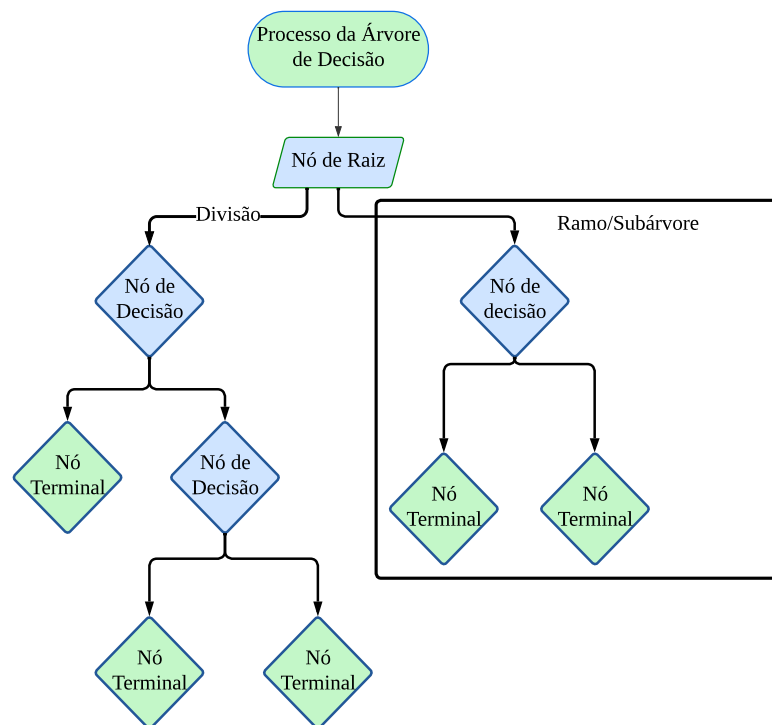 Processo da Árvore
de Decisão
Nó de Raiz
Divisão
Ramo/Subárvore
Nó de
Decisão
Nó de
decisão
Nó
Terminal
Nó de
Decisão
Nó
Terminal
Nó
Terminal
Nó
Terminal
Nó
Terminal